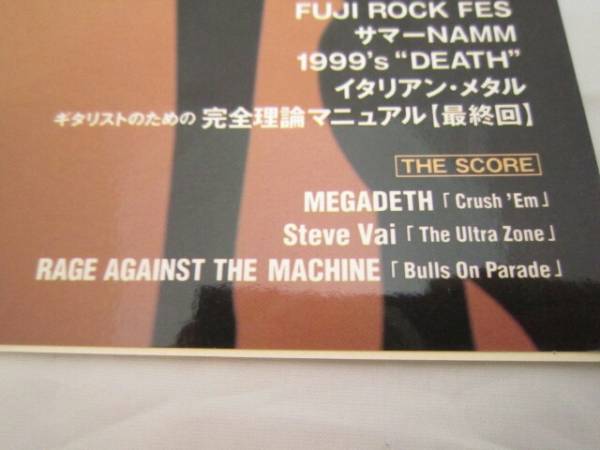 FUJI ROCK FES
サマーNAMM
1999's “DEATH”
イタリアン・メタル
ギタリストのための 完全理論マニュアル【最終回】
THE SCORE
MEGADETH「Crush 'Em」
Steve Vai「The Ultra Zone」
RAGE AGAINST THE MACHINE「Bulls On Parade」